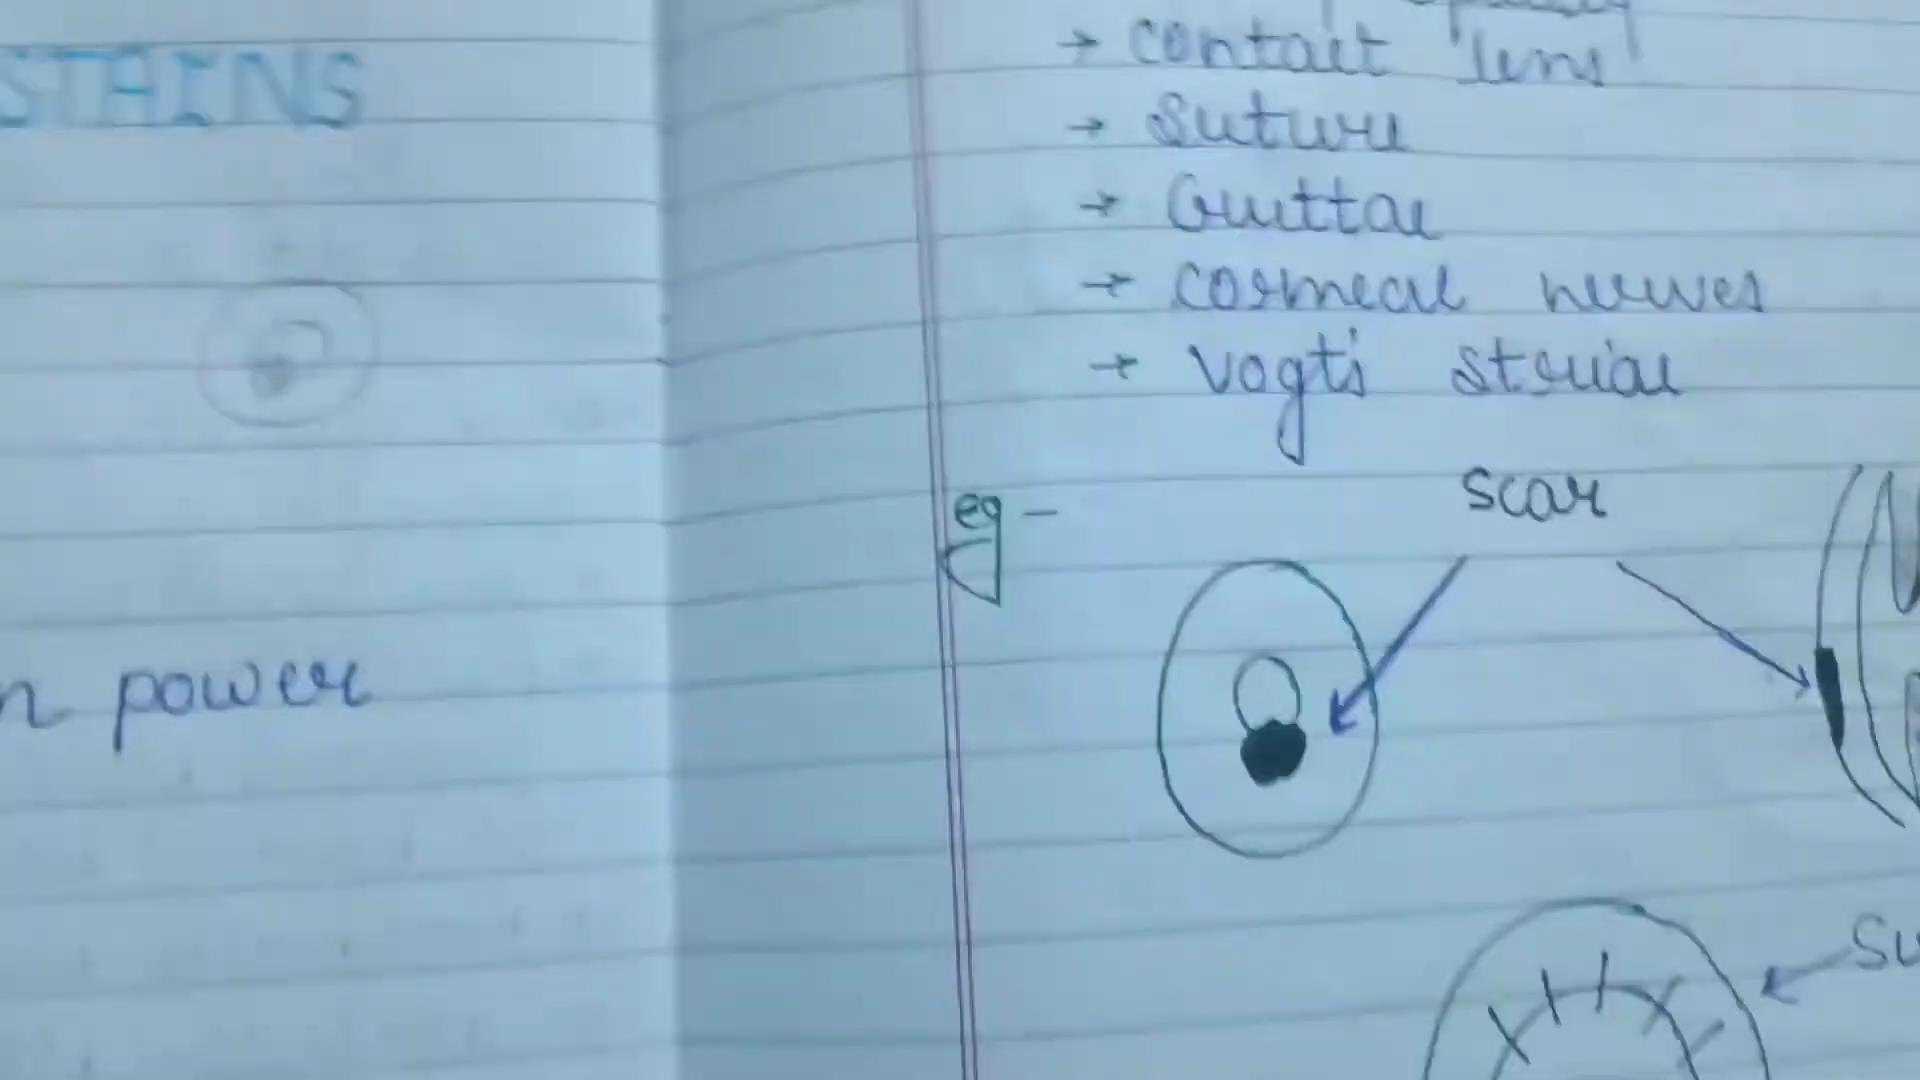 STAINS
power
→ contact lens
→ Suture
→ Guttae
→ corneal nerves
→ Vogt's striae
eg -
scar